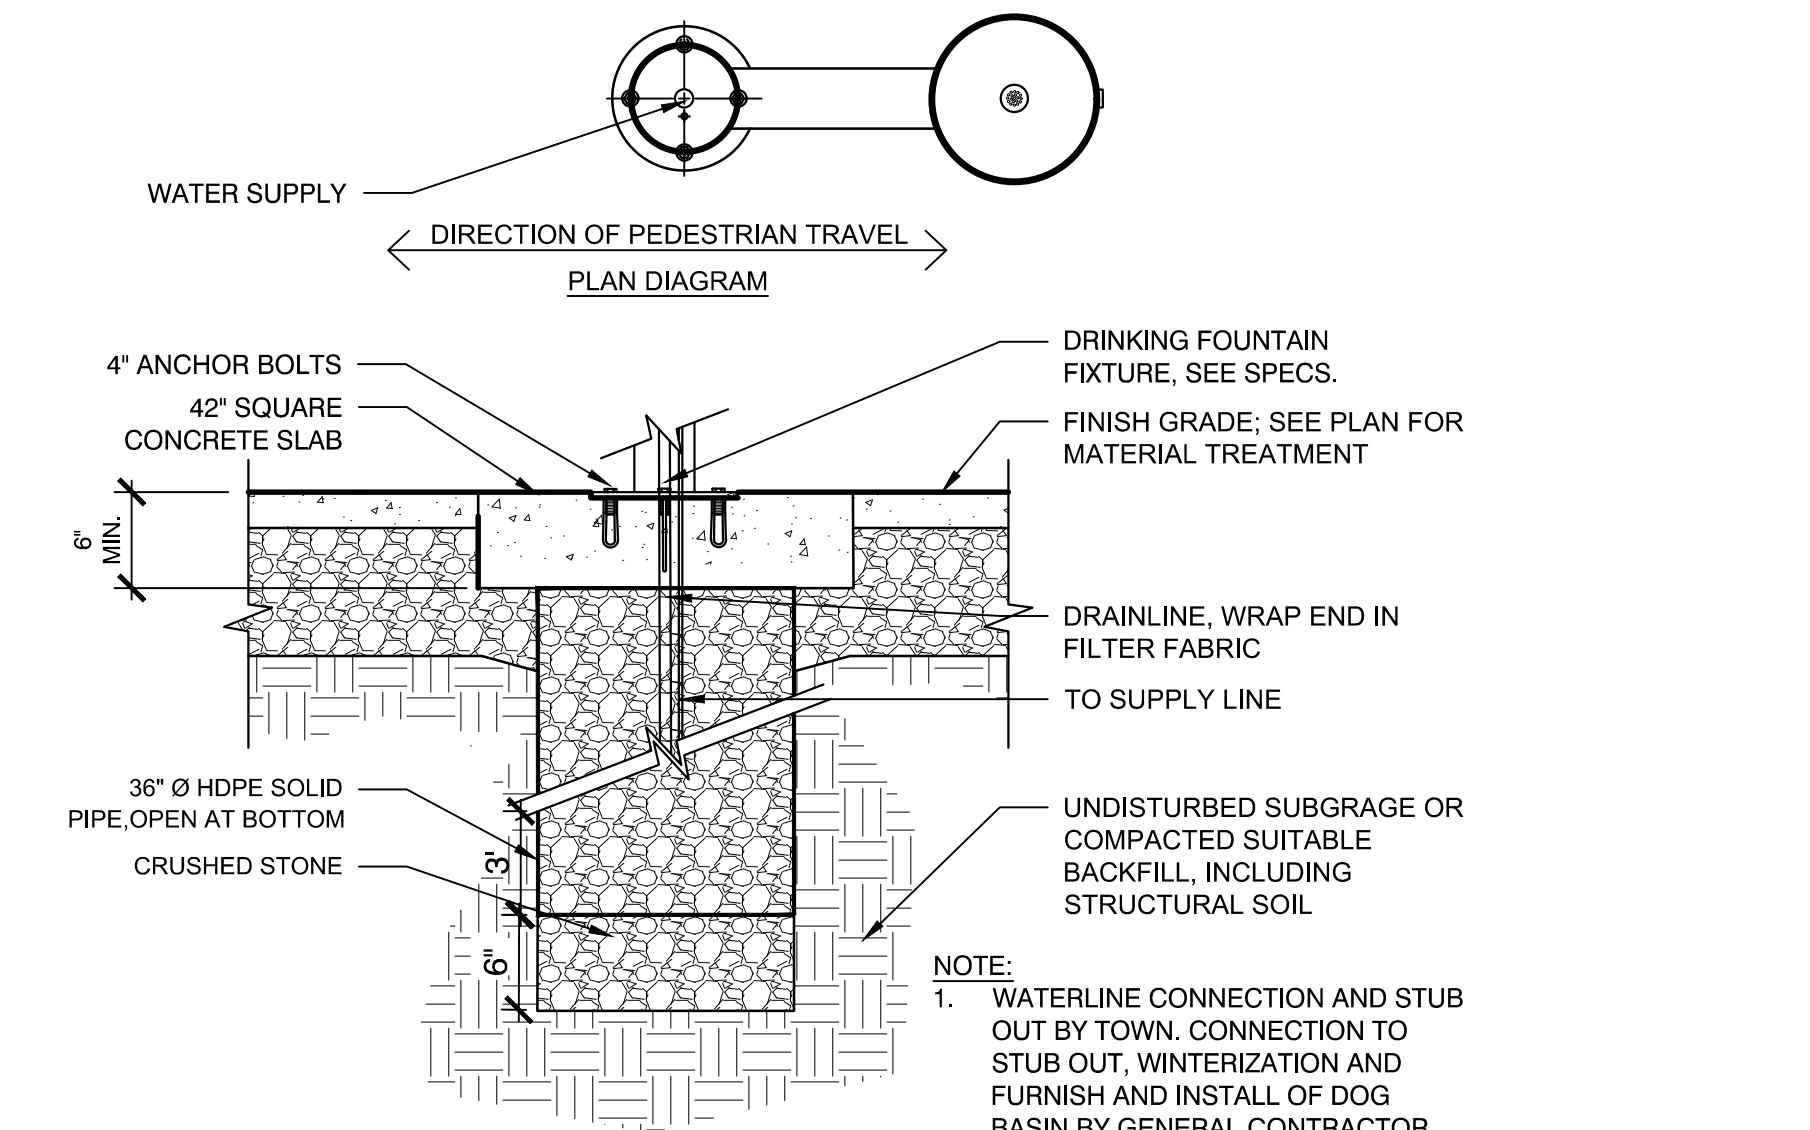 WATER SUPPLY
DIRECTION OF PEDESTRIAN TRAVEL
PLAN DIAGRAM
4" ANCHOR BOLTS
42" SQUARE
CONCRETE SLAB
6"
MIN.
36" Ø HDPE SOLID
PIPE,OPEN AT BOTTOM
CRUSHED STONE
3'
6"
DRINKING FOUNTAIN
FIXTURE, SEE SPECS.
FINISH GRADE; SEE PLAN FOR
MATERIAL TREATMENT
DRAINLINE, WRAP END IN
FILTER FABRIC
TO SUPPLY LINE
UNDISTURBED SUBGRAGE OR
COMPACTED SUITABLE
BACKFILL, INCLUDING
STRUCTURAL SOIL
NOTE:
1. WATERLINE CONNECTION AND STUB
OUT BY TOWN. CONNECTION TO
STUB OUT, WINTERIZATION AND
FURNISH AND INSTALL OF DOG
BASIN BY GENERAL CONTRACTOR